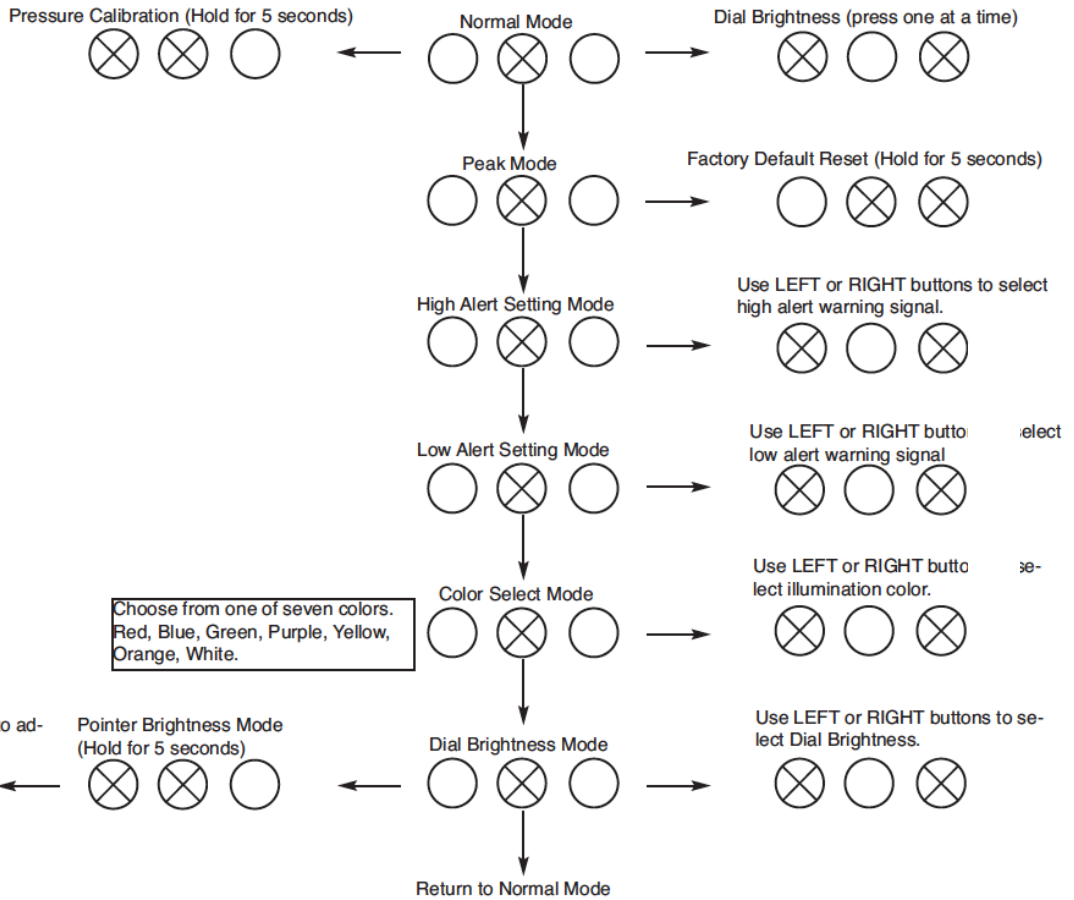 Pressure Calibration (Hold for 5 seconds)
Normal Mode
Dial Brightness (press one at a time)
Peak Mode
Factory Default Reset (Hold for 5 seconds)
High Alert Setting Mode
Use LEFT or RIGHT buttons to select
high alert warning signal.
Low Alert Setting Mode
Use LEFT or RIGHT
low alert warning signal
Color Select Mode
Choose from one of seven colors.
Red, Blue, Green, Purple, Yellow,
Orange, White.
Use LEFT or RIGHT se-
lect illumination color.
to ad-
Pointer Brightness Mode
(Hold for 5 seconds)
Dial Brightness Mode
Use LEFT or RIGHT buttons to se-
lect Dial Brightness.
Return to Normal Mode